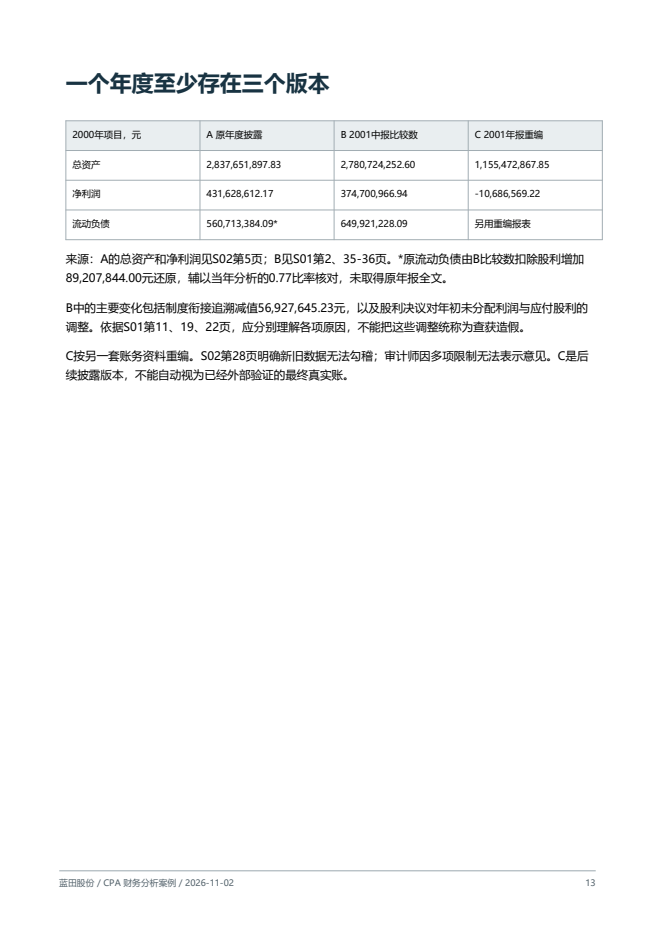 一个年度至少存在三个版本
2000年项目，元 A 原年度披露 B 2001中报比较数 C 2001年报重编
总资产 2,837,651,897.83 2,780,724,252.60 1,155,472,867.85
净利润 431,628,612.17 374,700,966.94 -10,686,569.22
流动负债 560,713,384.09* 649,921,228.09 另用重编报表
来源：A的总资产和净利润见S02第5页；B见S01第2、35-36页。*原流动负债由B比较数扣除股利增加
89,207,844.00元还原，辅以当年分析的0.77比率核对，未取得原年报全文。
B中的主要变化包括制度衔接追溯减值56,927,645.23元，以及股利决议对年初未分配利润与应付股利的
调整。依据S01第11、19、22页，应分别理解各项原因，不能把这些调整统称为查获造假。
C按另一套账务资料重编。S02第28页明确新旧数据无法勾稽；审计师因多项限制无法表示意见。C是后
续披露版本，不能自动视为已经外部验证的最终真实账。
蓝田股份 / CPA 财务分析案例 / 2026-11-02 13